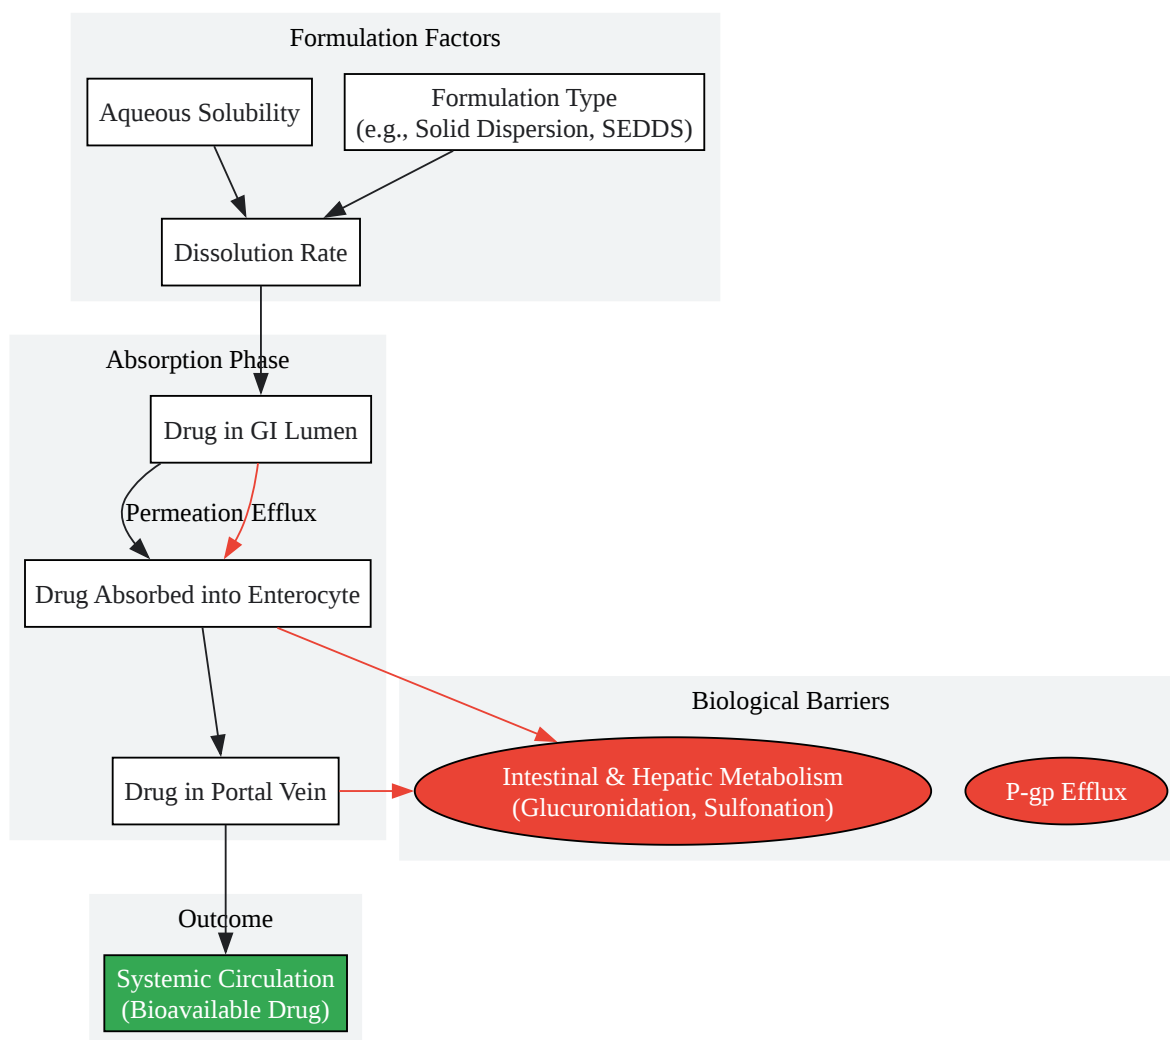 Formulation Factors
Aqueous Solubility
Formulation Type
(e.g., Solid Dispersion, SEDDS)
Dissolution Rate
Absorption Phase
Drug in GI Lumen
Permeation
Efflux
Drug Absorbed into Enterocyte
Biological Barriers
Intestinal & Hepatic Metabolism
(Glucuronidation, Sulfonation)
P-gp Efflux
Drug in Portal Vein
Outcome
Systemic Circulation
(Bioavailable Drug)